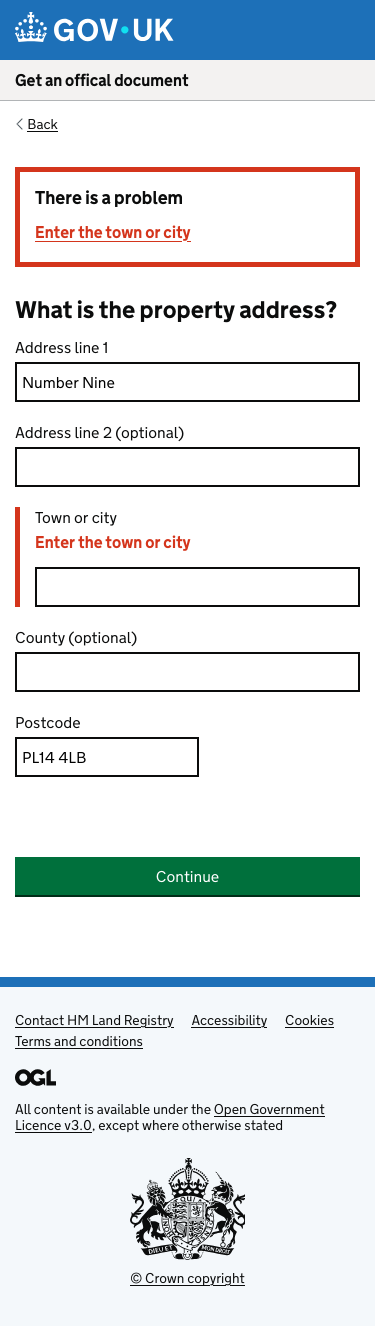 GOV·UK
Get an offical document
Back
There is a problem
Enter the town or city
What is the property address?
Address line 1
Number Nine
Address line 2 (optional)
Town or city
Enter the town or city
County (optional)
Postcode
PL14 4LB
Continue
Contact HM Land Registry Accessibility Cookies
Terms and conditions
OGL
All content is available under the Open Government
Licence v3.0, except where otherwise stated
DIEU ET MON DROIT
© Crown copyright